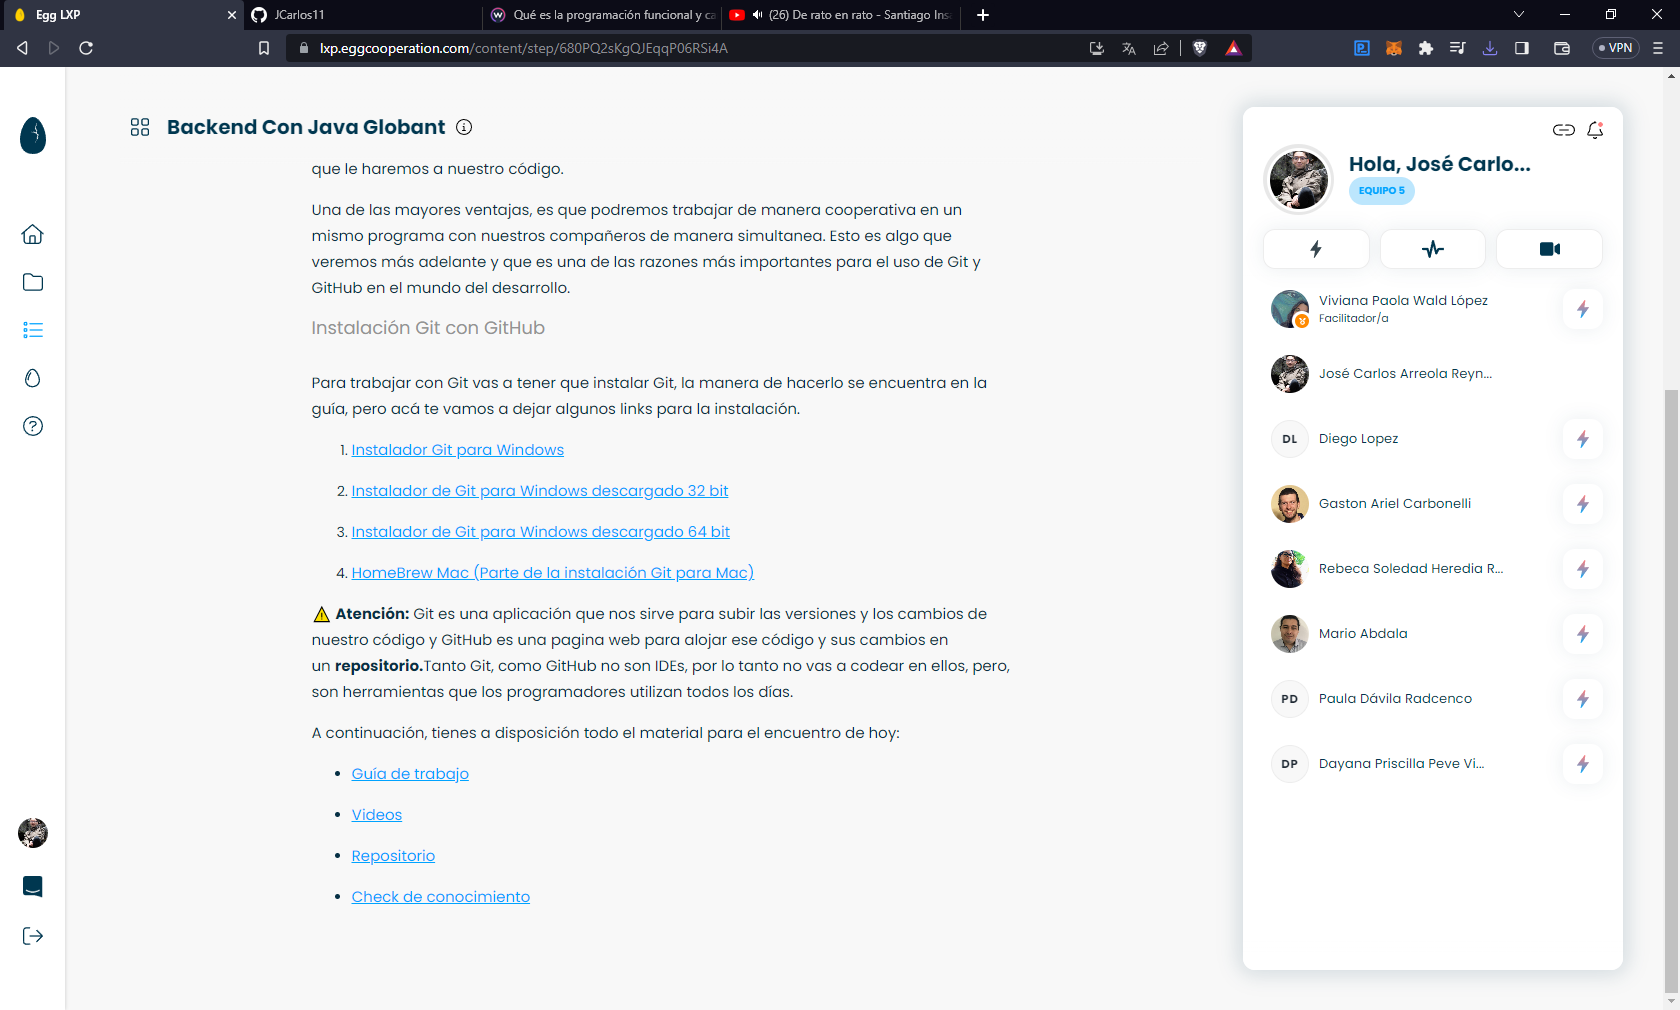 Egg LXP
JCarlos11
Qué es la programación funcional y ca
(26) De rato en rato - Santiago Ins
lxp.eggcooperation.com/content/step/680PQ2sKgQJEqqP06RSi4A
VPN
Backend Con Java Globant
que le haremos a nuestro código.
Una de las mayores ventajas, es que podremos trabajar de manera cooperativa en un
mismo programa con nuestros compañeros de manera simultanea. Esto es algo que
veremos más adelante y que es una de las razones más importantes para el uso de Git y
GitHub en el mundo del desarrollo.
Instalación Git con GitHub
Para trabajar con Git vas a tener que instalar Git, la manera de hacerlo se encuentra en la
guía, pero acá te vamos a dejar algunos links para la instalación.
1. Instalador Git para Windows
2. Instalador de Git para Windows descargado 32 bit
3. Instalador de Git para Windows descargado 64 bit
4. HomeBrew Mac (Parte de la instalación Git para Mac)
Atención: Git es una aplicación que nos sirve para subir las versiones y los cambios de
nuestro código y GitHub es una pagina web para alojar ese código y sus cambios en
un repositorio.Tanto Git, como GitHub no son IDEs, por lo tanto no vas a codear en ellos, pero,
son herramientas que los programadores utilizan todos los días.
A continuación, tienes a disposición todo el material para el encuentro de hoy:
• Guía de trabajo
• Videos
• Repositorio
• Check de conocimiento
Hola, José Carlo...
EQUIPO 5
Viviana Paola Wald López
Facilitador/a
José Carlos Arreola Reyn...
DL Diego Lopez
Gaston Ariel Carbonelli
Rebeca Soledad Heredia R...
Mario Abdala
PD Paula Dávila Radcenco
DP Dayana Priscilla Peve Vi...